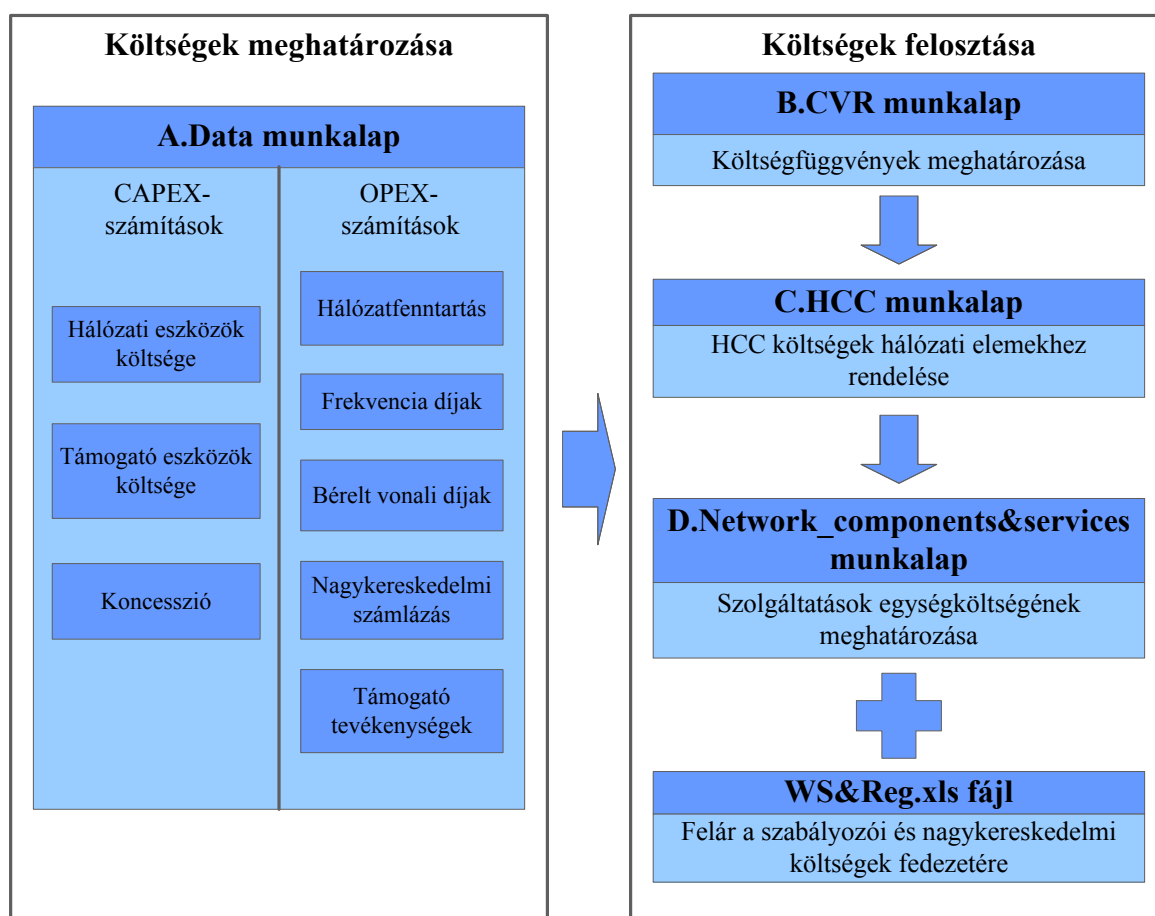 Költségek meghatározása
A.Data munkalap
CAPEX-
számítások
Hálózati eszközök
költsége
Támogató eszközök
költsége
Koncesszió
OPEX-
számítások
Hálózatfenntartás
Frekvencia díjak
Bérelt vonali díjak
Nagykereskedelmi
számlázás
Támogató
tevékenységek
Költségek felosztása
B.CVR munkalap
Költségfüggvények meghatározása
C.HCC munkalap
HCC költségek hálózati elemekhez
rendelése
D.Network_components&services
munkalap
Szolgáltatások egységköltségének
meghatározása
WS&Reg.xls fájl
Felár a szabályozói és nagykereskedelmi
költségek fedezetére